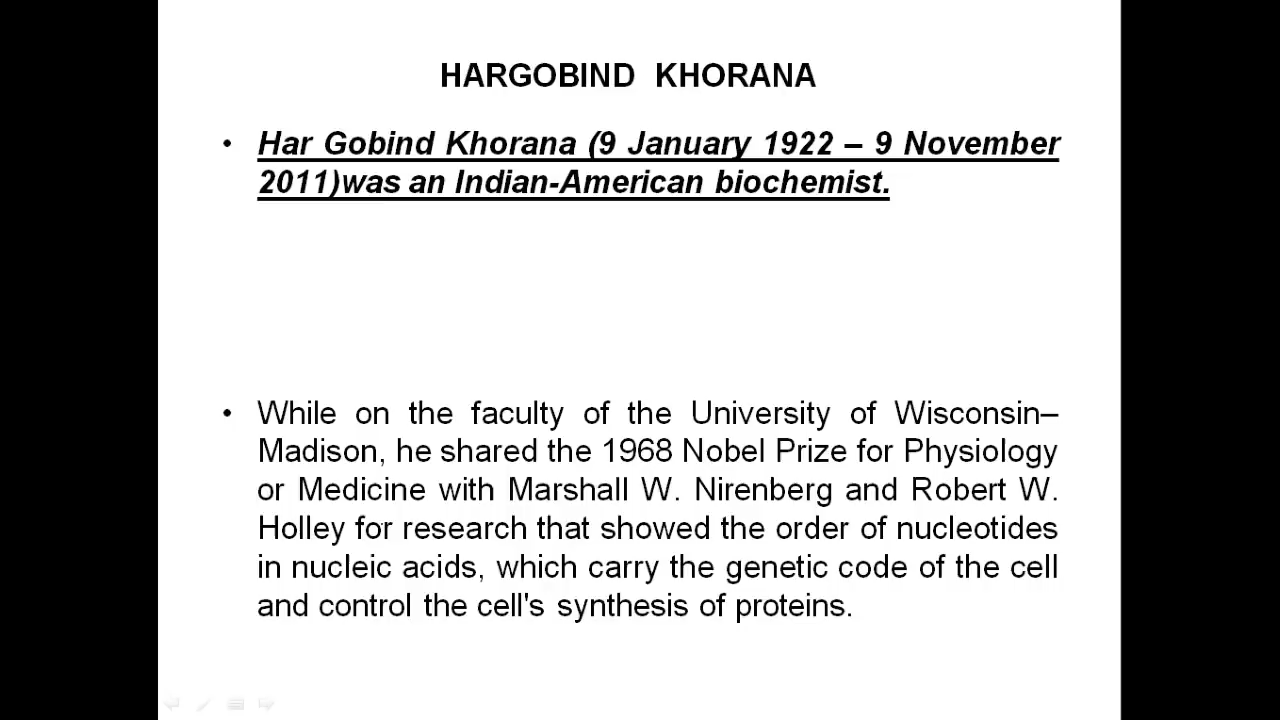 HARGOBIND KHORANA
• Har Gobind Khorana (9 January 1922 – 9 November
2011)was an Indian-American biochemist.
• While on the faculty of the University of Wisconsin–
Madison, he shared the 1968 Nobel Prize for Physiology
or Medicine with Marshall W. Nirenberg and Robert W.
Holley for research that showed the order of nucleotides
in nucleic acids, which carry the genetic code of the cell
and control the cell's synthesis of proteins.